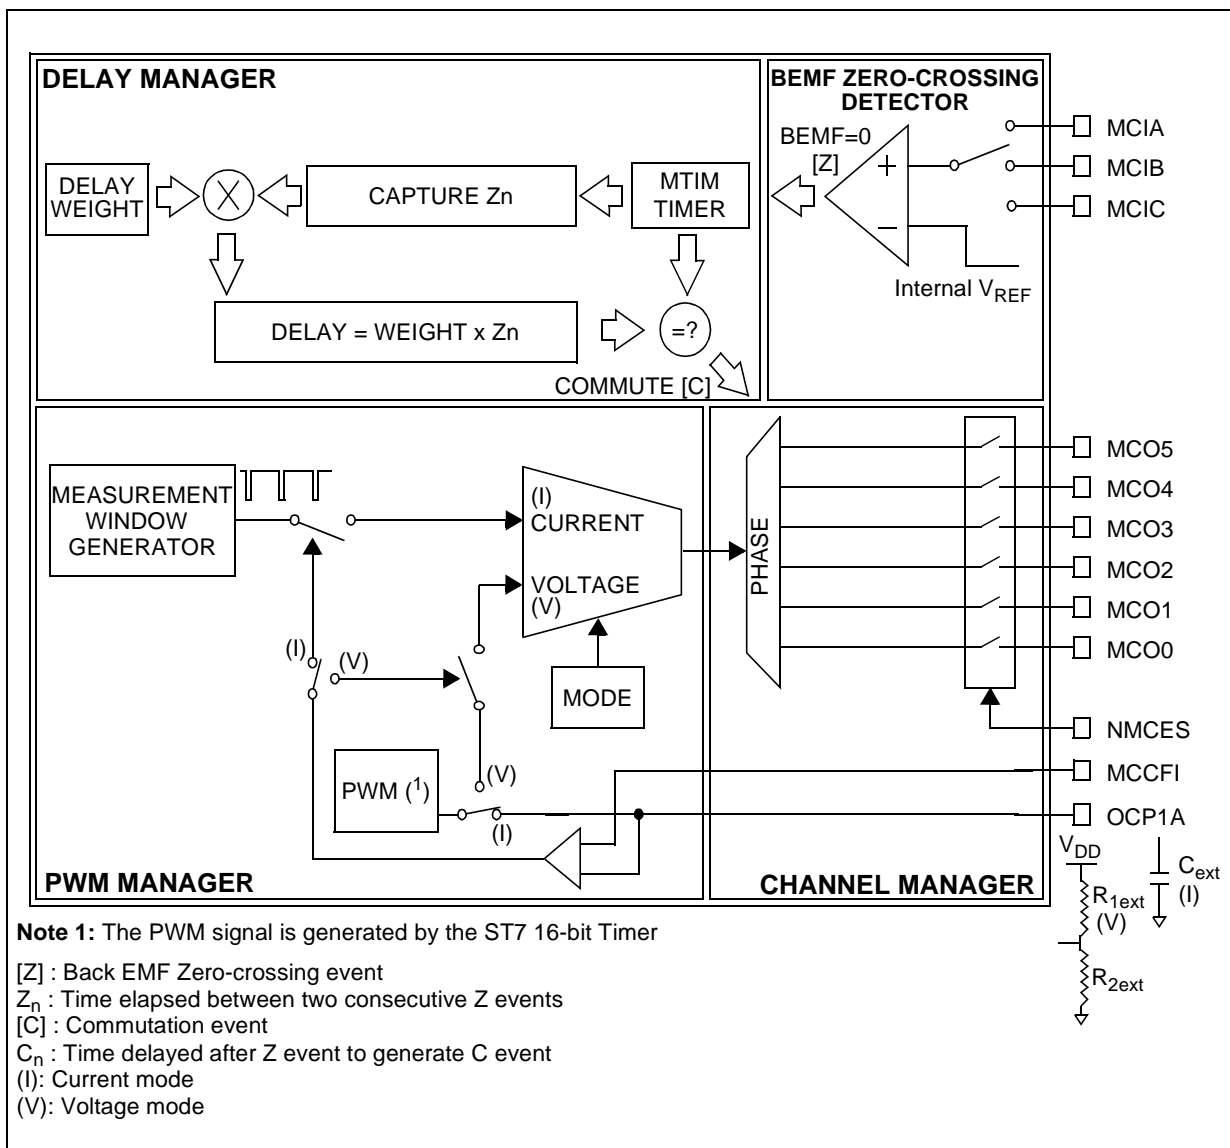 DELAY MANAGER
DELAY
WEIGHT
CAPTURE Zn
MTIM
TIMER
DELAY = WEIGHT x Zn
=?
COMMUTE [C]
BEMF ZERO-CROSSING
DETECTOR
BEMF=0
[Z]
+
−
Internal VREF
MCIA
MCIB
MCIC
MEASUREMENT
WINDOW
GENERATOR
(I)
CURRENT
VOLTAGE
(V)
(I)
(V)
MODE
PWM (1)
(V)
(I)
PWM MANAGER
PHASE
CHANNEL MANAGER
MCO5
MCO4
MCO3
MCO2
MCO1
MCO0
NMCES
MCCFI
OCP1A
VDD
R1ext
(V)
R2ext
Cext
(I)
Note 1: The PWM signal is generated by the ST7 16-bit Timer
[Z] : Back EMF Zero-crossing event
Zn : Time elapsed between two consecutive Z events
[C] : Commutation event
Cn : Time delayed after Z event to generate C event
(I): Current mode
(V): Voltage mode